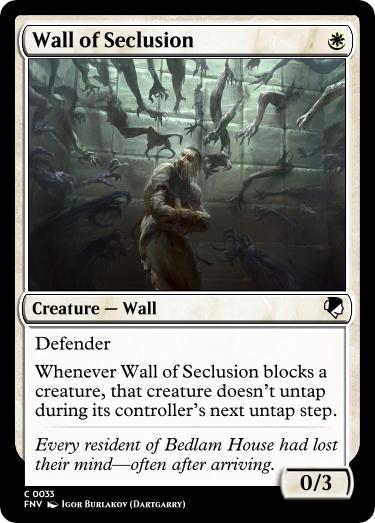 Wall of Seclusion
Creature — Wall
Defender
Whenever Wall of Seclusion blocks a
creature, that creature doesn't untap
during its controller's next untap step.
Every resident of Bedlam House had lost
their mind—often after arriving.
0/3
C 0033
FNV Igor Burlakov (Dartgarry)